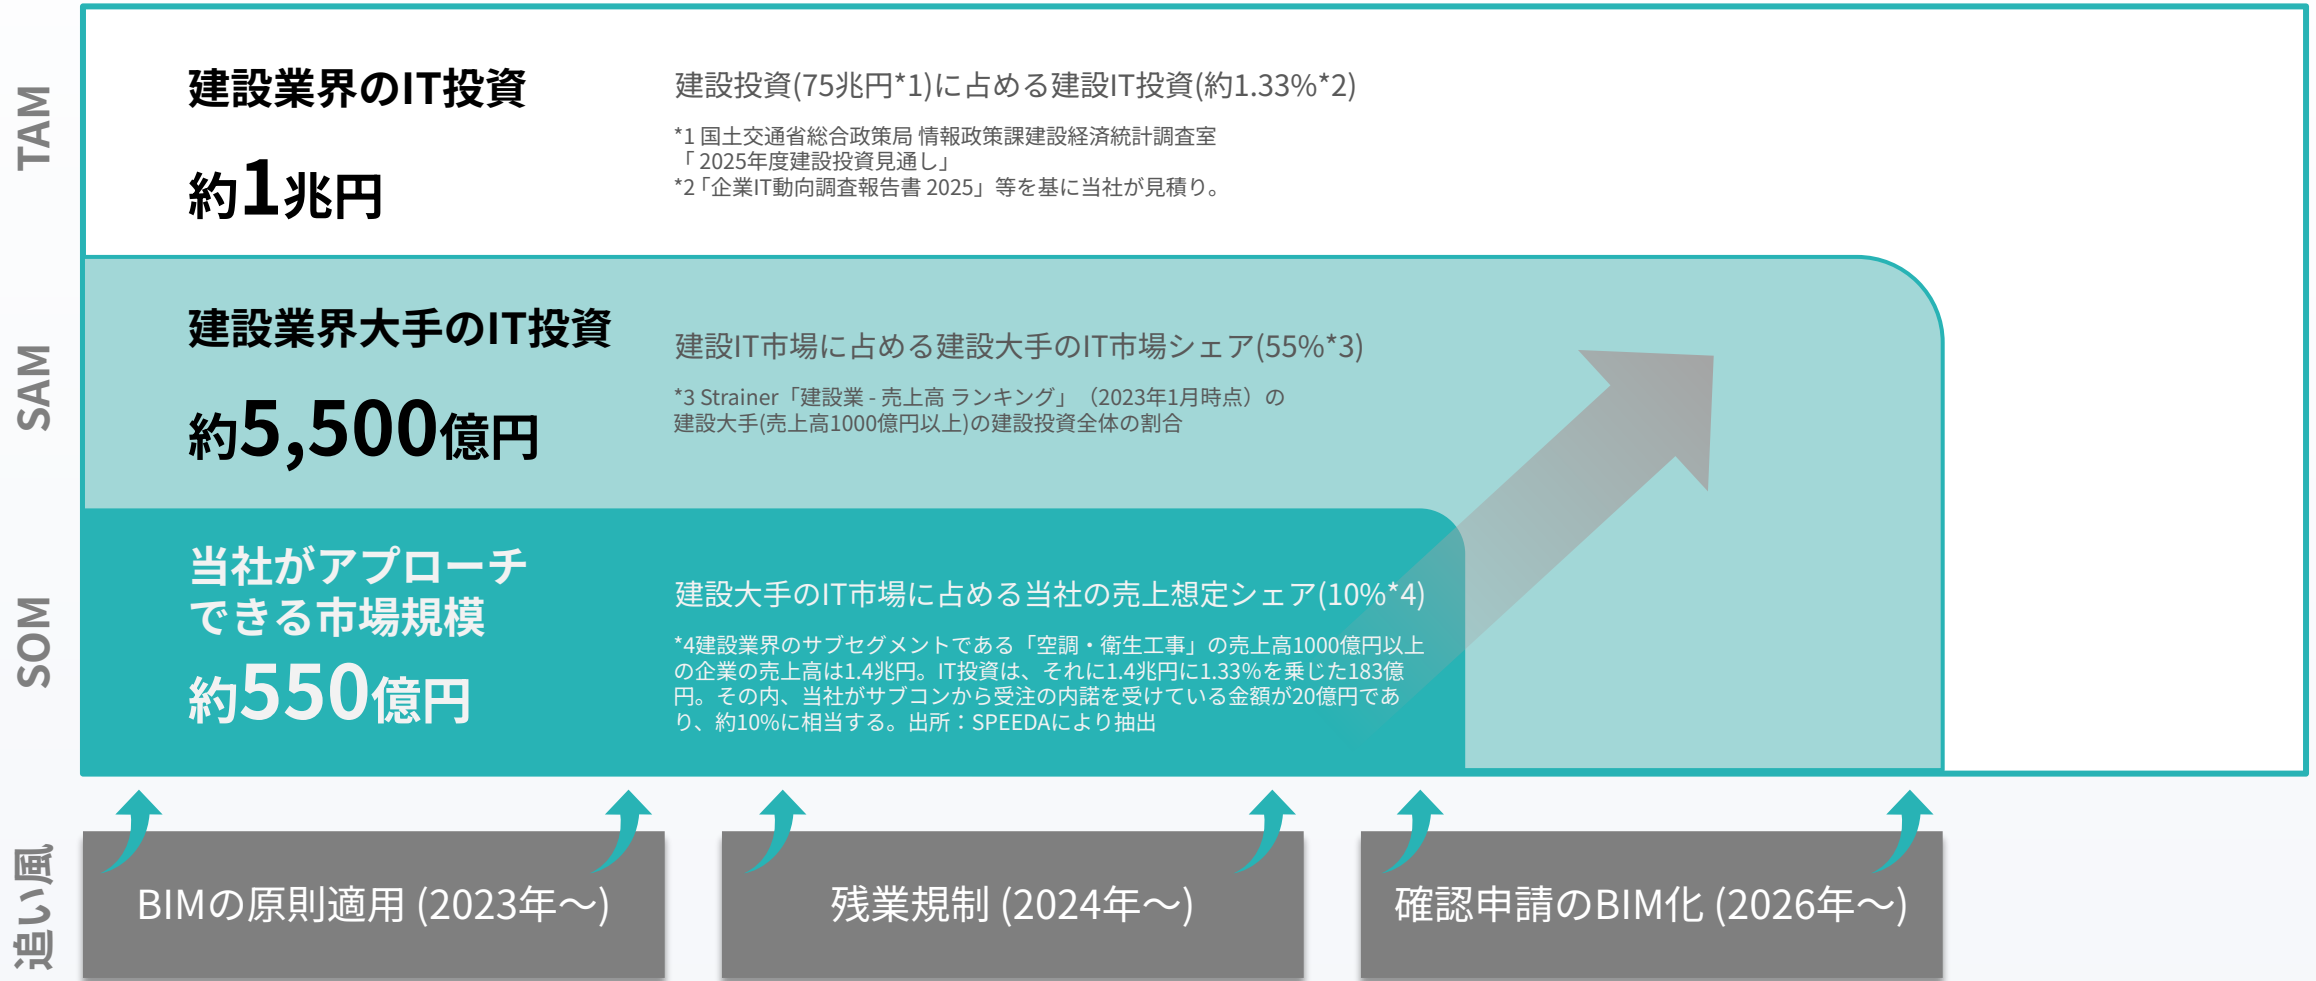 TAM
建設業界のIT投資
約1兆円
建設投資(75兆円*1)に占める建設IT投資(約1.33%*2)
*1 国土交通省総合政策局 情報政策課建設経済統計調査室
「 2025年度建設投資見通し」
*2 「企業IT動向調査報告書 2025」等を基に当社が見積り。
SAM
建設業界大手のIT投資
約5,500億円
建設IT市場に占める建設大手のIT市場シェア(55%*3)
*3 Strainer「建設業 - 売上高 ランキング」（2023年1月時点）の
建設大手(売上高1000億円以上)の建設投資全体の割合
SOM
当社がアプローチ
できる市場規模
約550億円
建設大手のIT市場に占める当社の売上想定シェア(10%*4)
*4建設業界のサブセグメントである「空調・衛生工事」の売上高1000億円以上
の企業の売上高は1.4兆円。IT投資は、それに1.4兆円に1.33%を乗じた183億
円。その内、当社がサブコンから受注の内諾を受けている金額が20億円であ
り、約10%に相当する。出所：SPEEDAにより抽出
追い風
BIMの原則適用 (2023年～)
残業規制 (2024年～)
確認申請のBIM化 (2026年～)